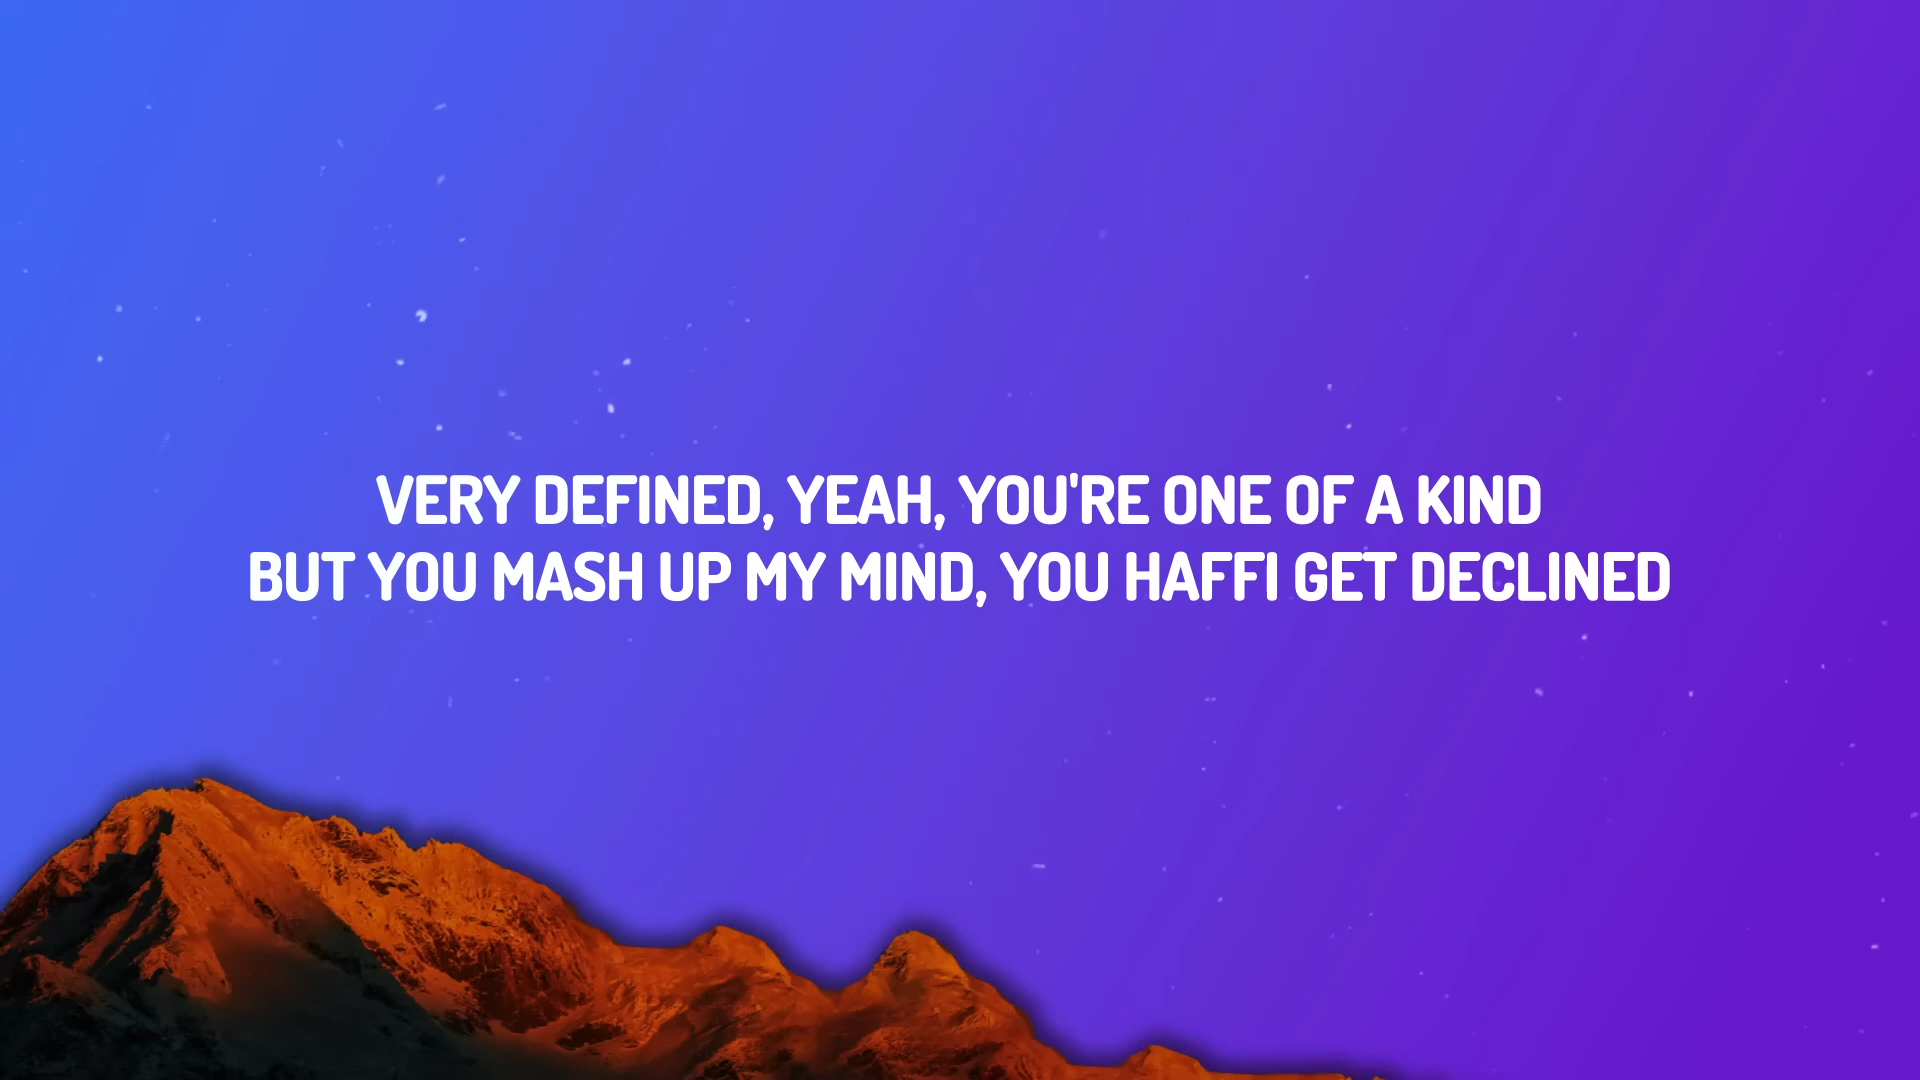 VERY DEFINED, YEAH, YOU'RE ONE OF A KIND
BUT YOU MASH UP MY MIND, YOU HAFFI GET DECLINED